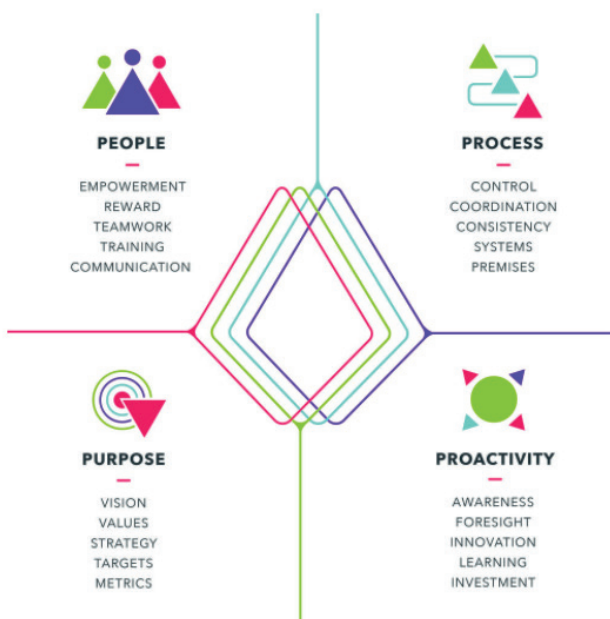 PEOPLE
EMPOWERMENT
REWARD
TEAMWORK
TRAINING
COMMUNICATION
PROCESS
CONTROL
COORDINATION
CONSISTENCY
SYSTEMS
PREMISES
PURPOSE
VISION
VALUES
STRATEGY
TARGETS
METRICS
PROACTIVITY
AWARENESS
FORESIGHT
INNOVATION
LEARNING
INVESTMENT